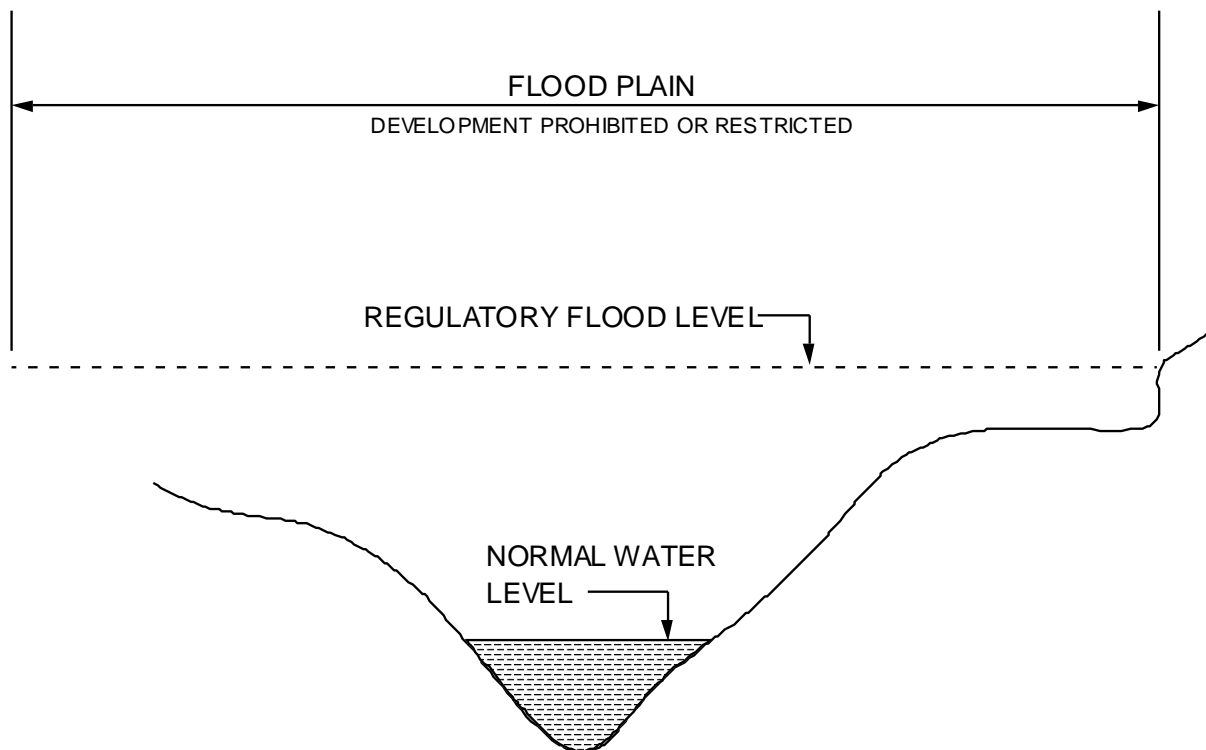 FLOOD PLAIN
DEVELOPMENT PROHIBITED OR RESTRICTED
REGULATORY FLOOD LEVEL
NORMAL WATER
LEVEL